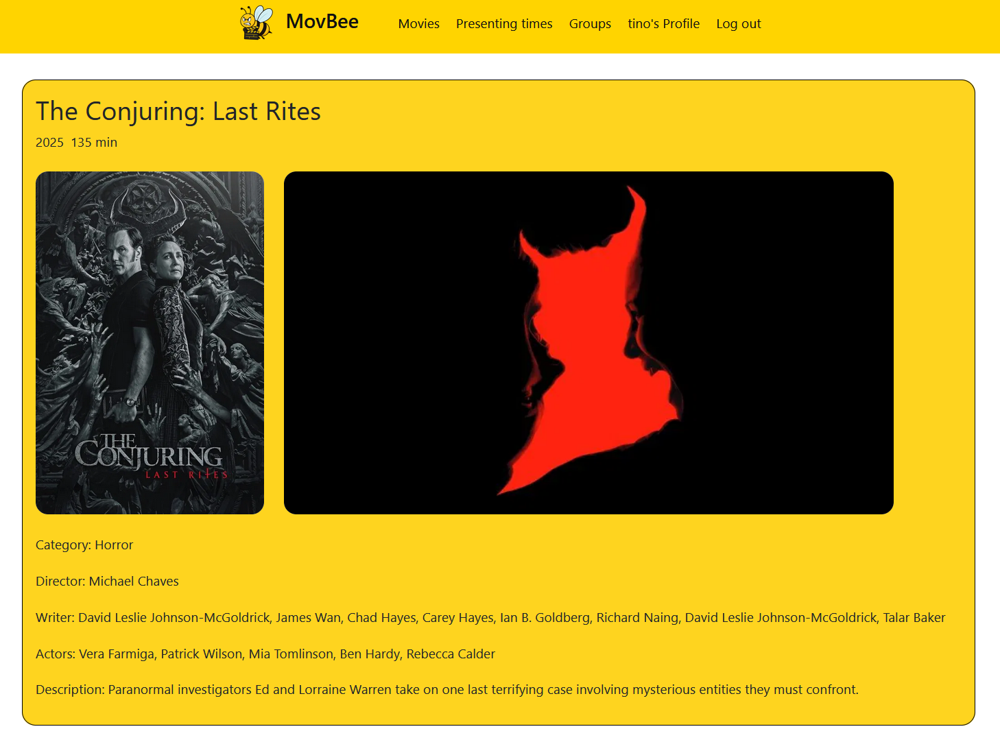 MovBee
Movies Presenting times Groups tino's Profile Log out
The Conjuring: Last Rites
2025 135 min
THE
CONJURING
LAST RITES
Category: Horror
Director: Michael Chaves
Writer: David Leslie Johnson-McGoldrick, James Wan, Chad Hayes, Carey Hayes, Ian B. Goldberg, Richard Naing, David Leslie Johnson-McGoldrick, Talar Baker
Actors: Vera Farmiga, Patrick Wilson, Mia Tomlinson, Ben Hardy, Rebecca Calder
Description: Paranormal investigators Ed and Lorraine Warren take on one last terrifying case involving mysterious entities they must confront.